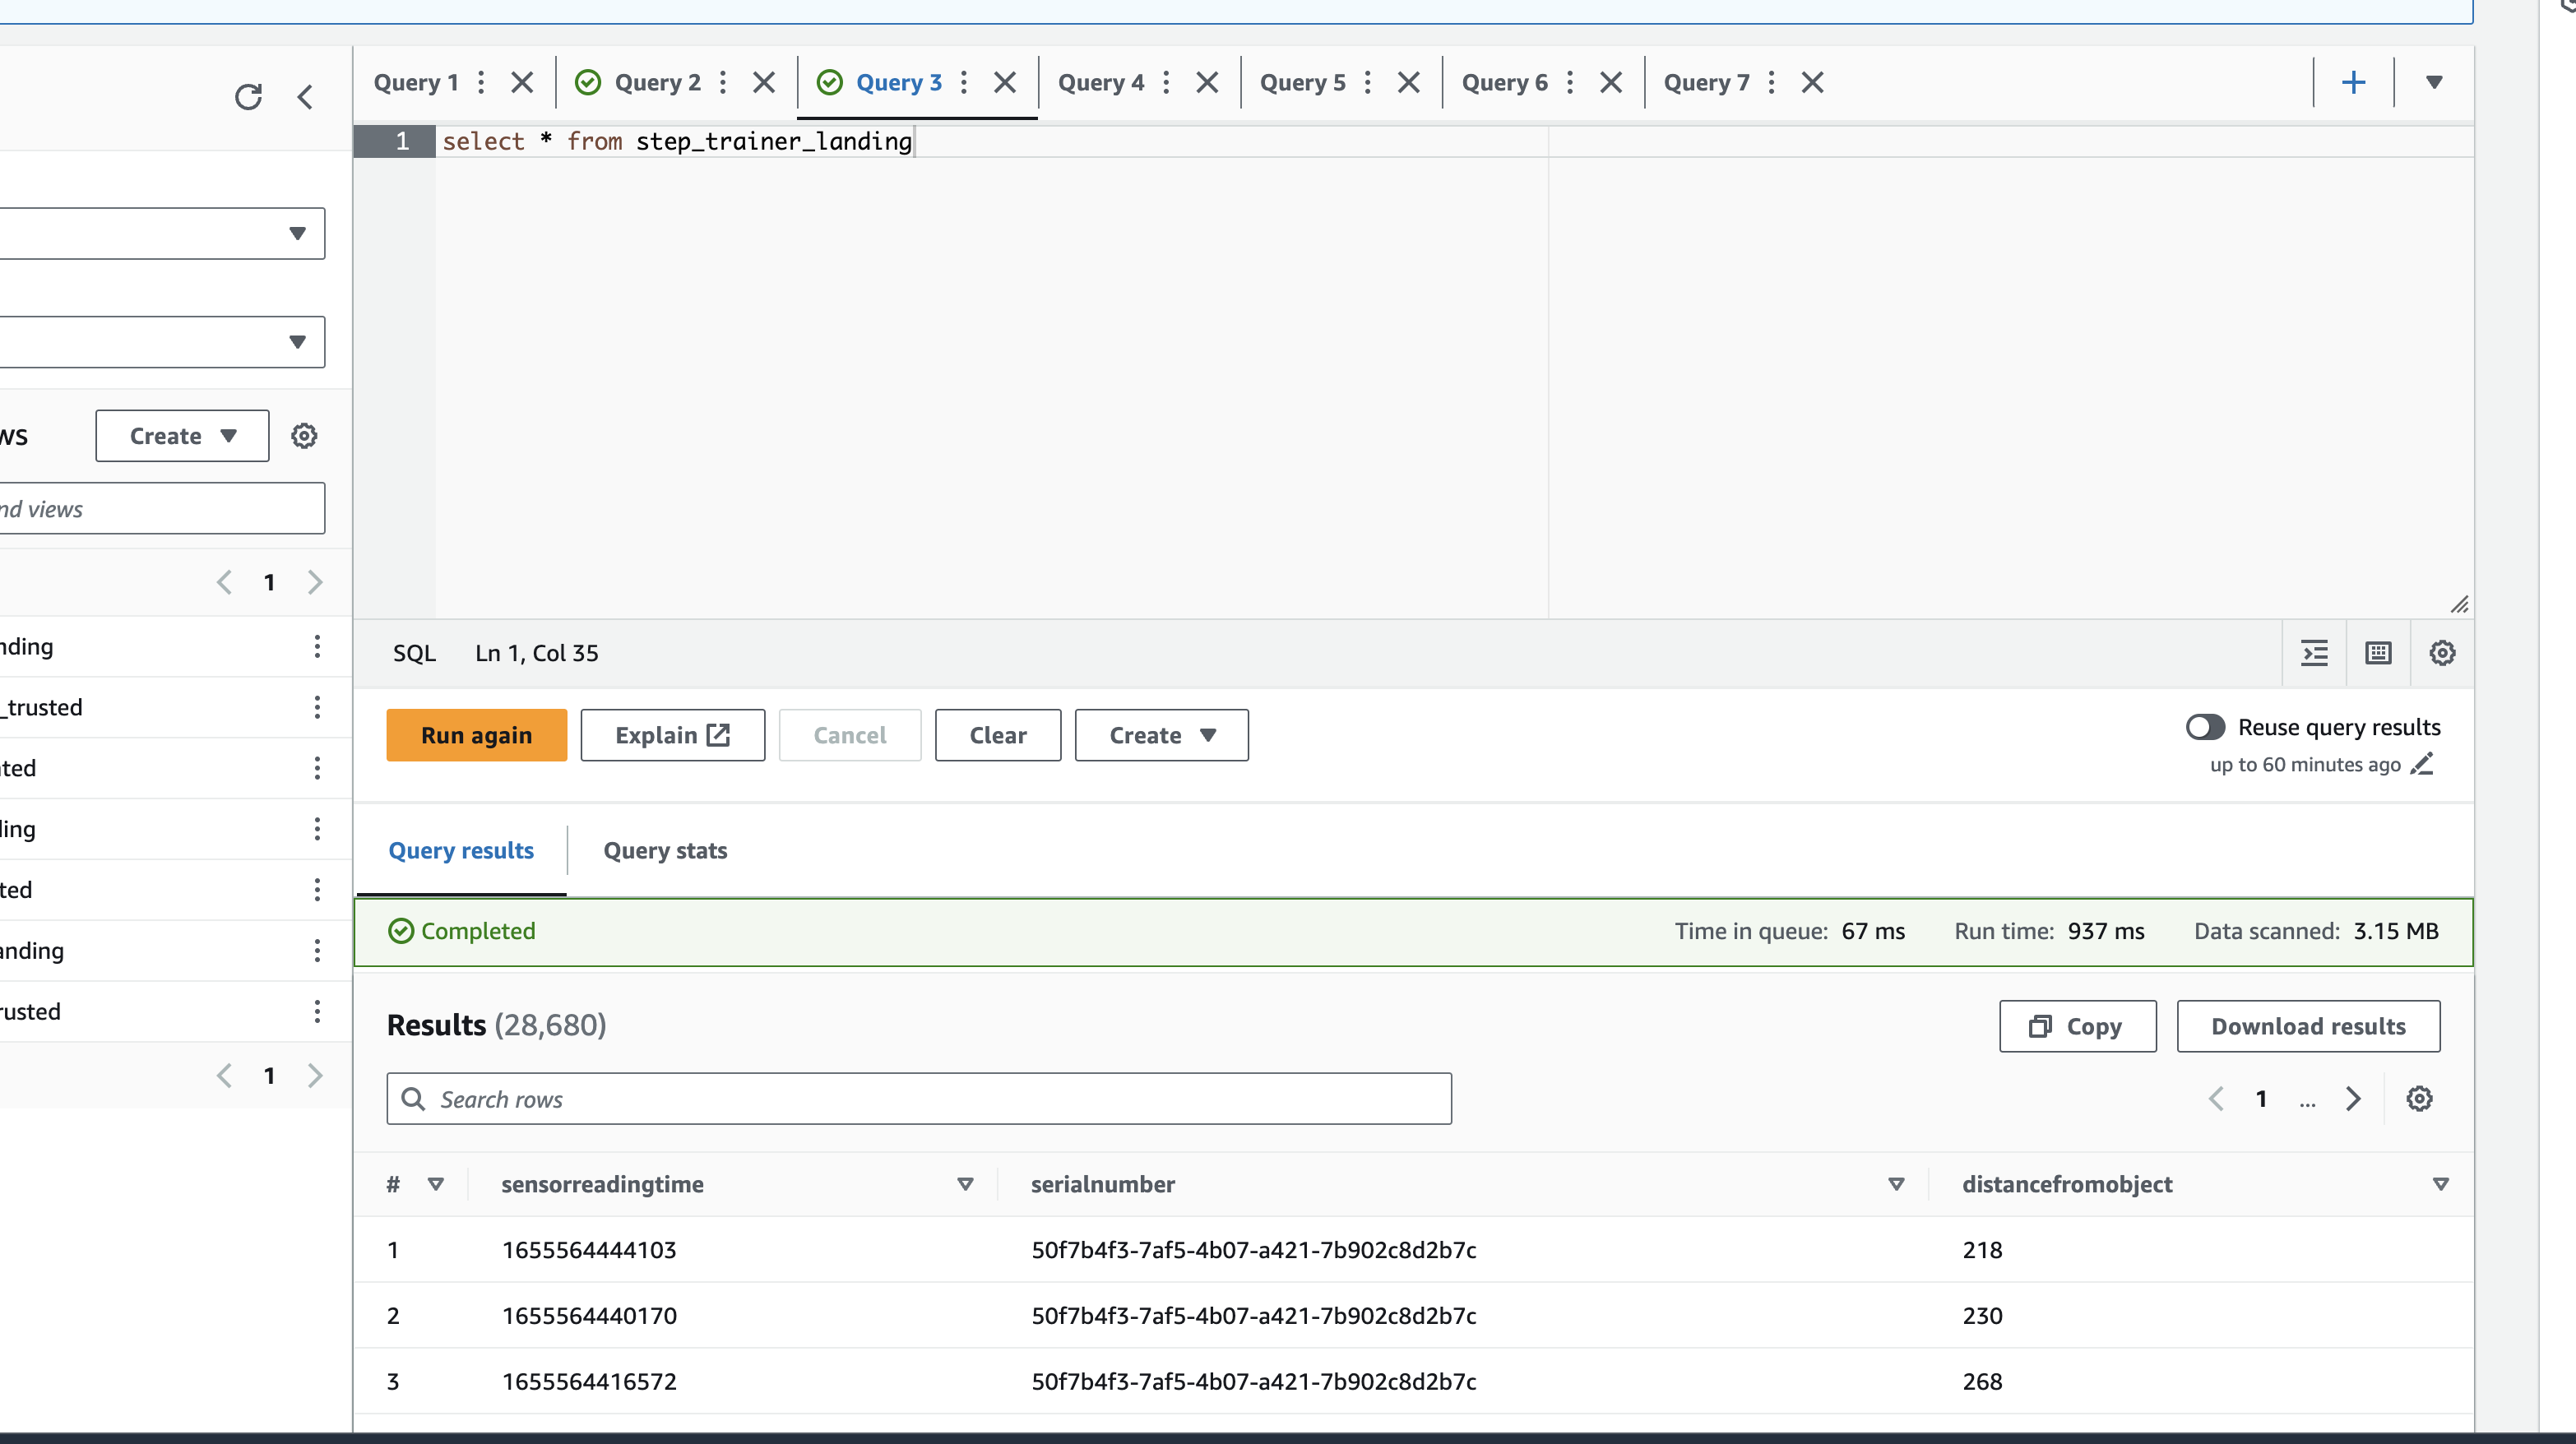 Query 1 Query 2 Query 3 Query 4 Query 5 Query 6 Query 7
1 select * from step_trainer_landing
Create
nd views
1
nding
_trusted
ted
ling
ted
anding
rusted
1
SQL Ln 1, Col 35
Run again Explain Cancel Clear Create
Reuse query results
up to 60 minutes ago
Query results Query stats
Completed Time in queue: 67 ms Run time: 937 ms Data scanned: 3.15 MB
Results (28,680)
Copy Download results
Search rows
1 ...
# sensorreadingtime serialnumber distancefromobject
1 1655564444103 50f7b4f3-7af5-4b07-a421-7b902c8d2b7c 218
2 1655564440170 50f7b4f3-7af5-4b07-a421-7b902c8d2b7c 230
3 1655564416572 50f7b4f3-7af5-4b07-a421-7b902c8d2b7c 268